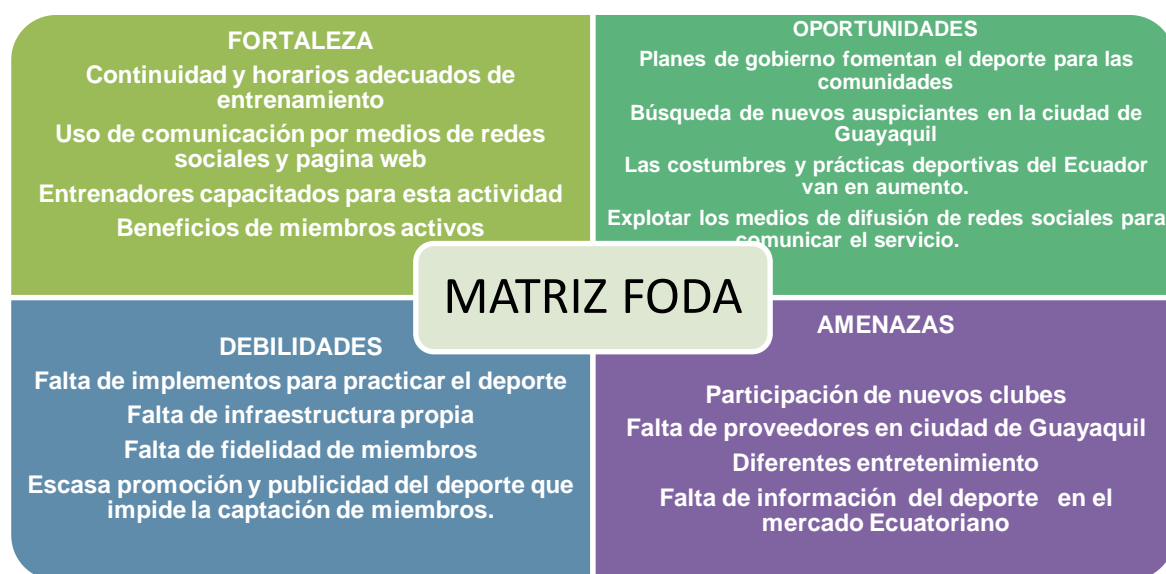 FORTALEZA
Continuidad y horarios adecuados de
entrenamiento
Uso de comunicación por medios de redes
sociales y pagina web
Entrenadores capacitados para esta actividad
Beneficios de miembros activos
OPORTUNIDADES
Planes de gobierno fomentan el deporte para las
comunidades
Búsqueda de nuevos auspiciantes en la ciudad de
Guayaquil
Las costumbres y prácticas deportivas del Ecuador
van en aumento.
Explotar los medios de difusión de redes sociales para
comunicar el servicio.
MATRIZ FODA
DEBILIDADES
Falta de implementos para practicar el deporte
Falta de infraestructura propia
Falta de fidelidad de miembros
Escasa promoción y publicidad del deporte que
impide la captación de miembros.
AMENAZAS
Participación de nuevos clubes
Falta de proveedores en ciudad de Guayaquil
Diferentes entretenimiento
Falta de información del deporte en el
mercado Ecuatoriano